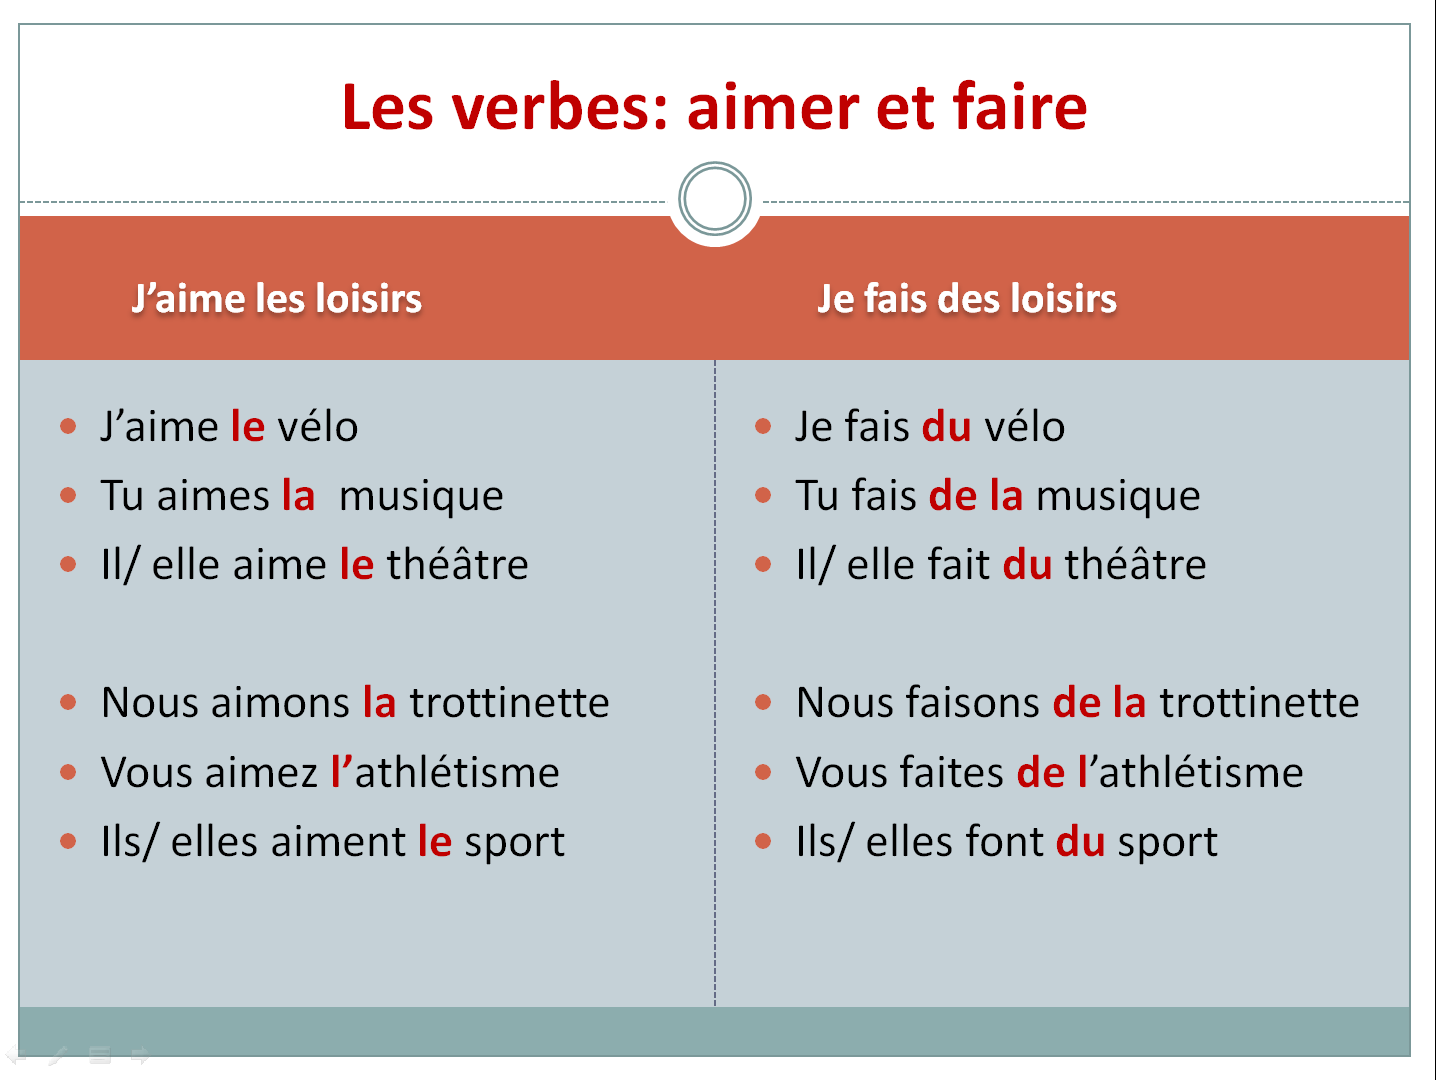 Les verbes: aimer et faire
J’aime les loisirs
J’aime le vélo
Tu aimes la  musique
Il/ elle aime le théâtre
Nous aimons la trottinette
Vous aimez l’athlétisme
Ils/ elles aiment le sport
Je fais des loisirs
Je fais du vélo
Tu fais de la musique
Il/ elle fait du théâtre
Nous faisons de la trottinette
Vous faites de l’athlétisme
Ils/ elles font du sport